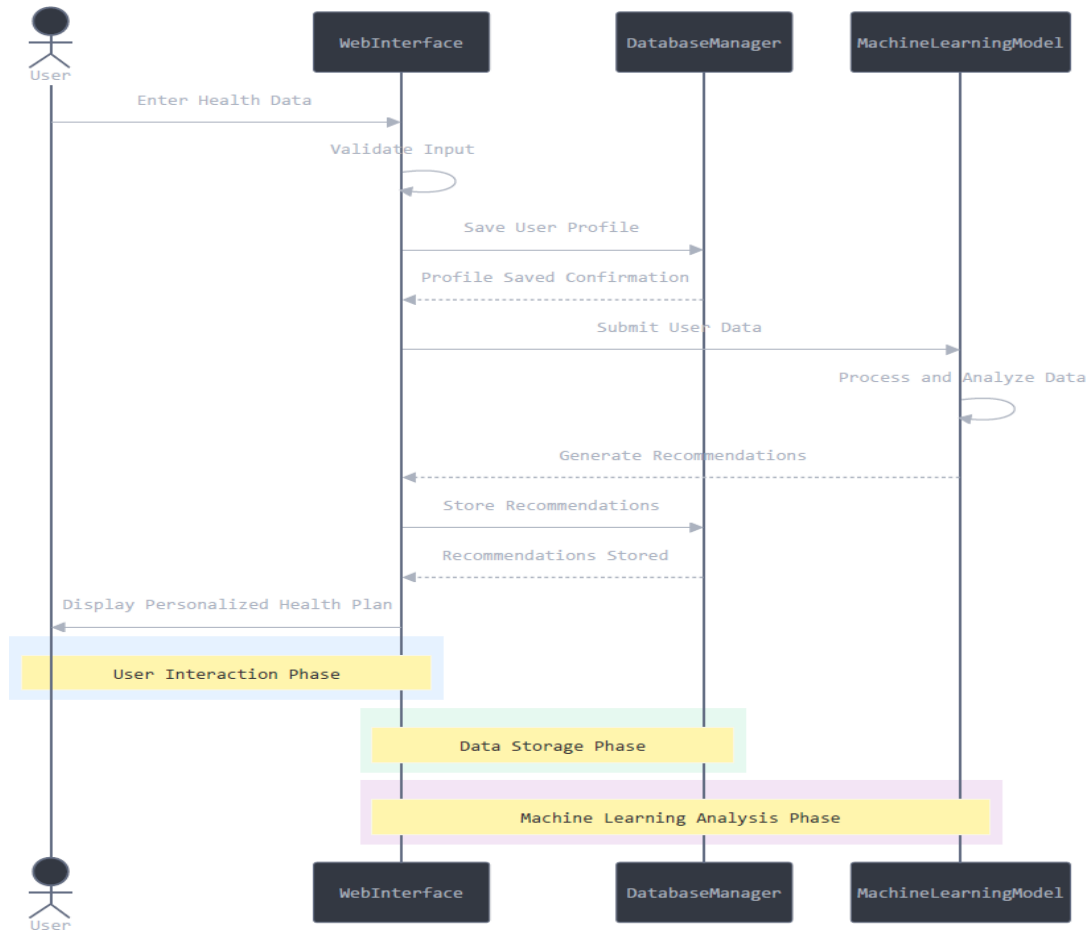 User
WebInterface
DatabaseManager
MachineLearningModel
Enter Health Data
Validate Input
Save User Profile
Profile Saved Confirmation
Submit User Data
Process and Analyze Data
Generate Recommendations
Store Recommendations
Recommendations Stored
Display Personalized Health Plan
User Interaction Phase
Data Storage Phase
Machine Learning Analysis Phase
User
WebInterface
DatabaseManager
MachineLearningModel